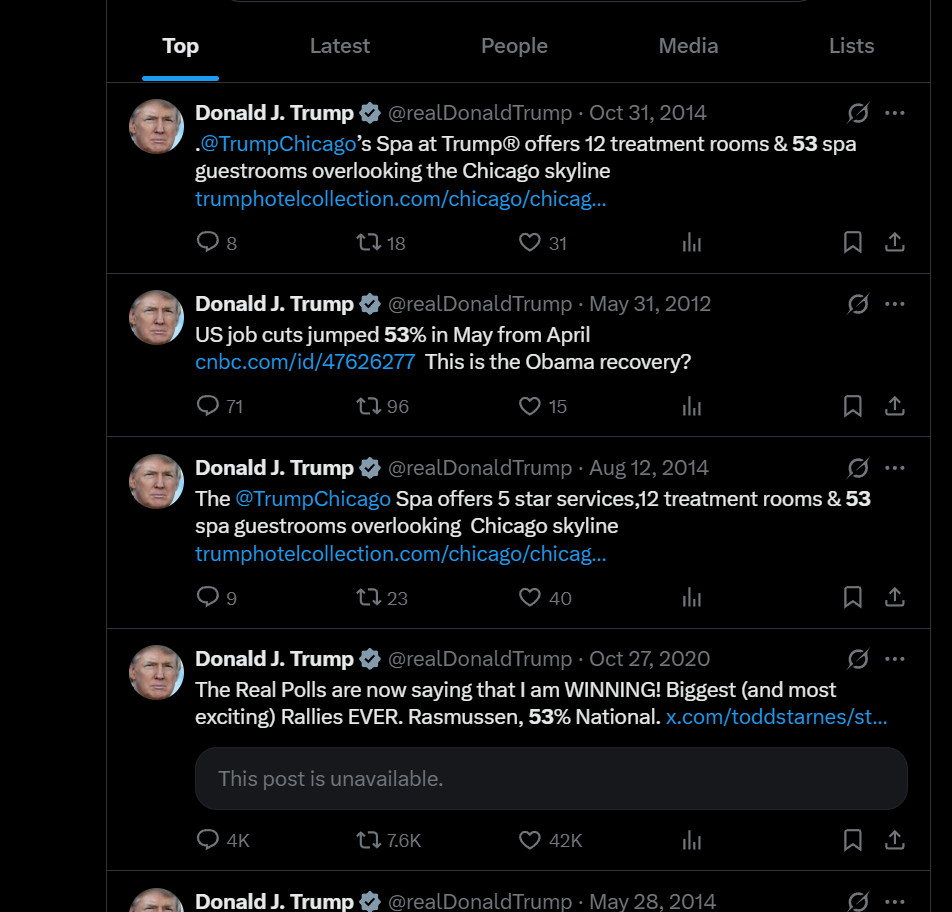 Top Latest People Media Lists
Donald J. Trump @realDonaldTrump · Oct 31, 2014
.@TrumpChicago’s Spa at Trump® offers 12 treatment rooms & 53 spa
guestrooms overlooking the Chicago skyline
trumphotelcollection.com/chicago/chicag...
8 18 31
Donald J. Trump @realDonaldTrump · May 31, 2012
US job cuts jumped 53% in May from April
cnbc.com/id/47626277 This is the Obama recovery?
71 96 15
Donald J. Trump @realDonaldTrump · Aug 12, 2014
The @TrumpChicago Spa offers 5 star services,12 treatment rooms & 53
spa guestrooms overlooking Chicago skyline
trumphotelcollection.com/chicago/chicag...
9 23 40
Donald J. Trump @realDonaldTrump · Oct 27, 2020
The Real Polls are now saying that I am WINNING! Biggest (and most
exciting) Rallies EVER. Rasmussen, 53% National. x.com/toddstarnes/st...
This post is unavailable.
4K 7.6K 42K
Donald J. Trump @realDonaldTrump · May 28, 2014